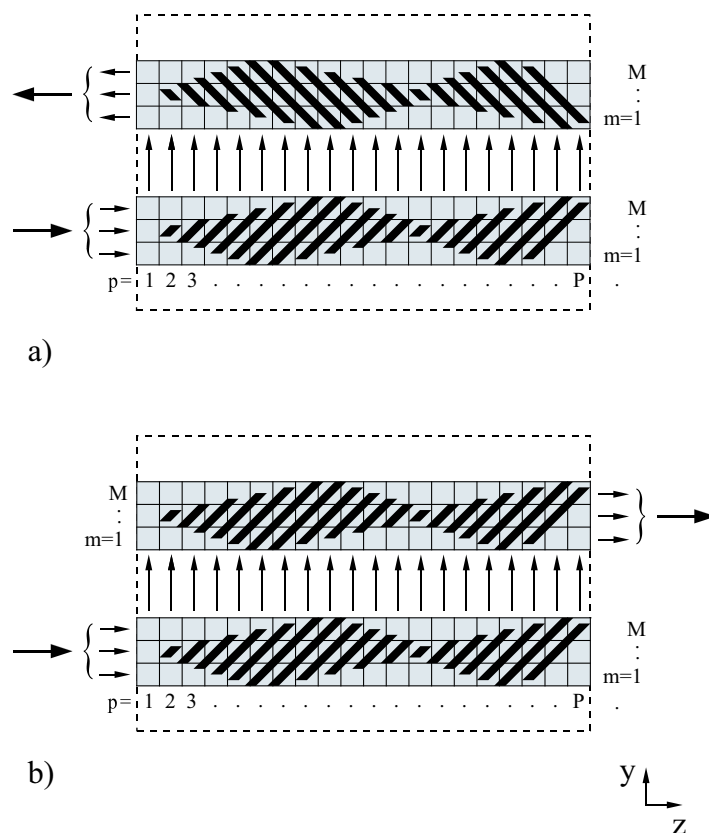 M
:
m=1
M
:
m=1
p= 1 2 3 . . . . . . . . . . . . . . . . P .
a)
M
:
m=1
M
:
m=1
p= 1 2 3 . . . . . . . . . . . . . . . . P .
b)
y
z